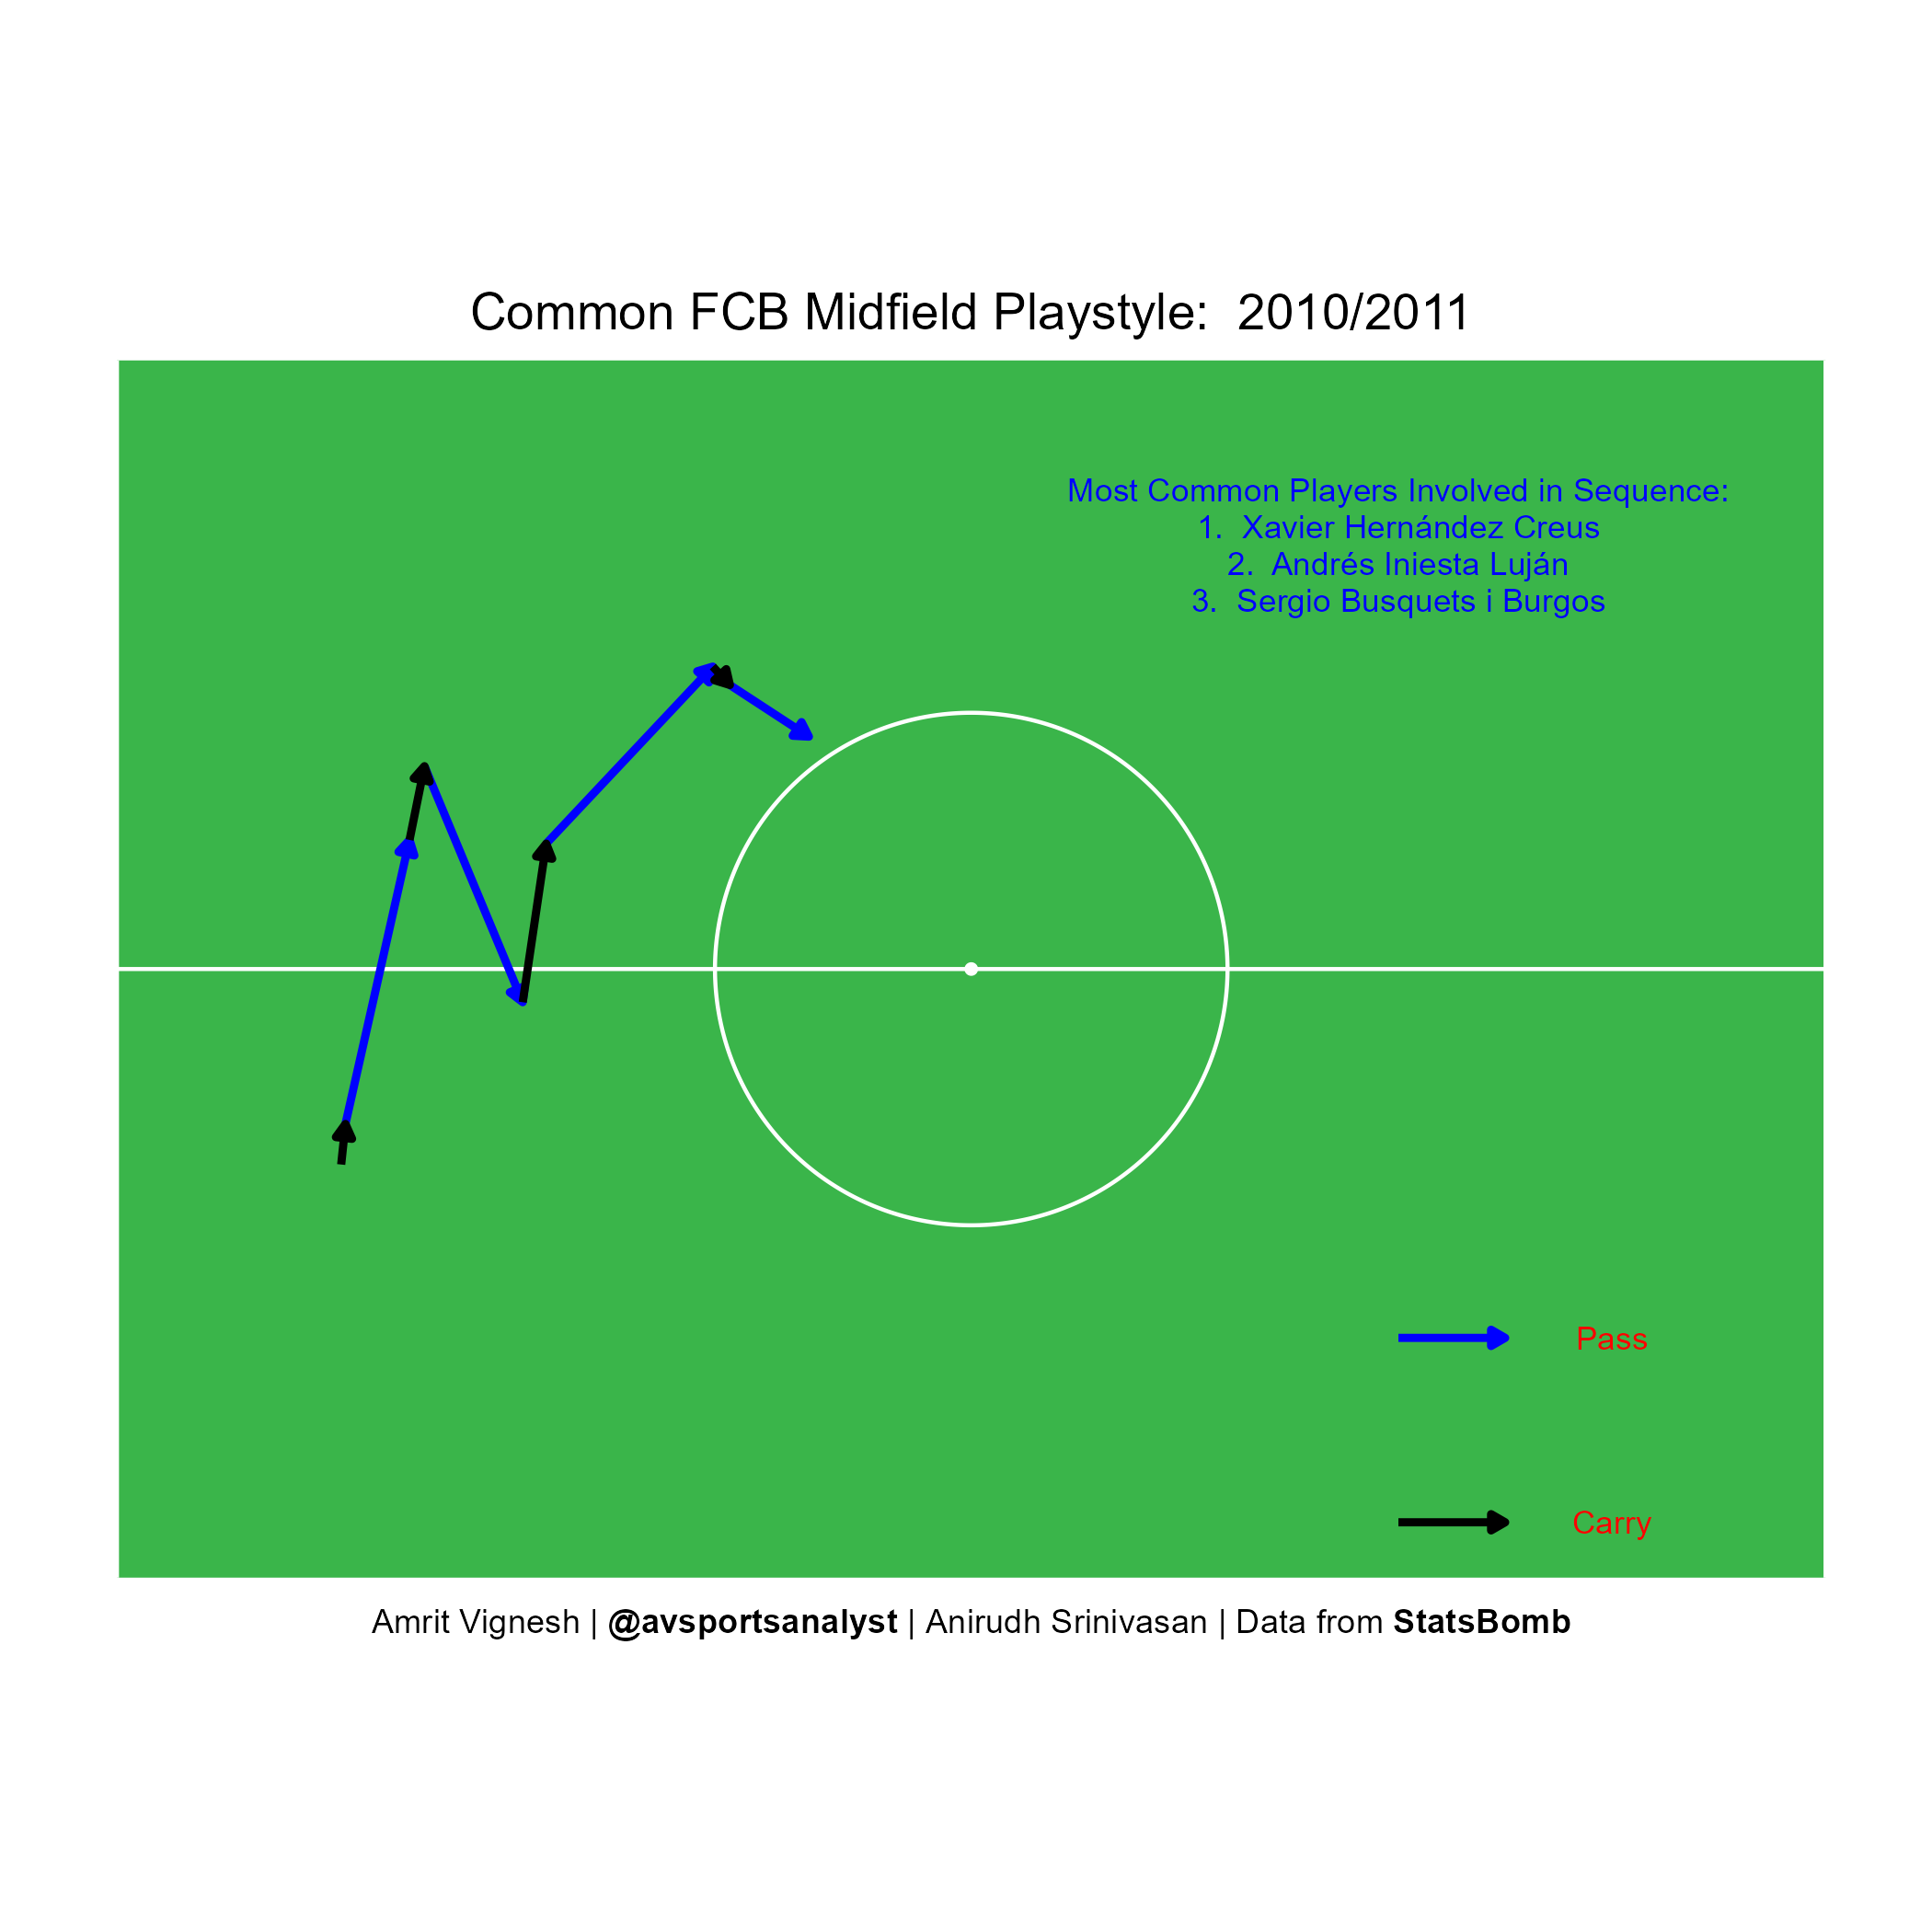 Common FCB Midfield Playstyle:  2010/2011
Most Common Players Involved in Sequence:
1.  Xavier Hernández Creus
2.  Andrés Iniesta Luján
3.  Sergio Busquets i Burgos
Pass
Carry
Amrit Vignesh | @avsportsanalyst | Anirudh Srinivasan | Data from StatsBomb